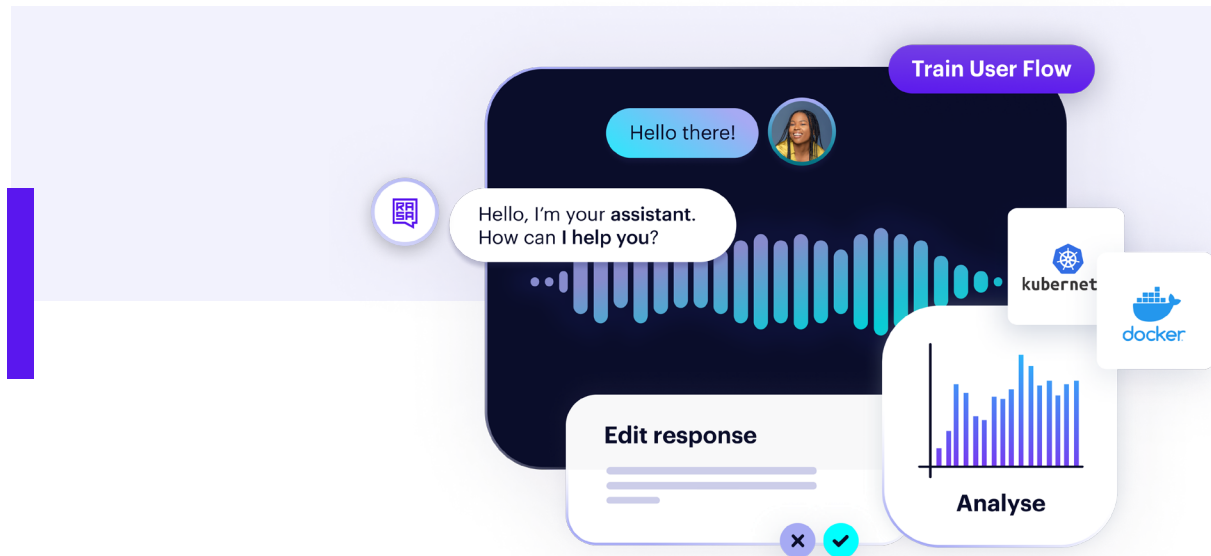 Train User Flow
Hello there!
RA
SA
Hello, I’m your assistant.
How can I help you?
kubernet
docker
Edit response
Analyse